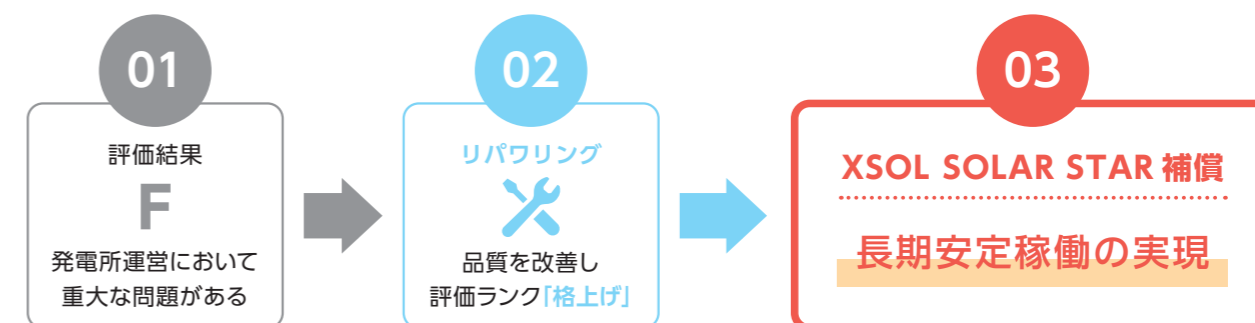 01
評価結果
F
発電所運営において
重大な問題がある
02
リパワリング
品質を改善し
評価ランク「格上げ」
03
XSOL SOLAR STAR 補償
長期安定稼働の実現